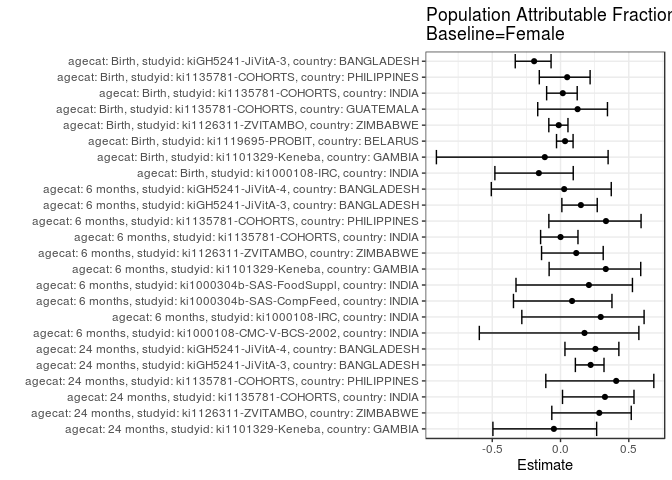 Population Attributable Fraction
Baseline=Female
agecat: Birth, studyid: kiGH5241-JiVitA-3, country: BANGLADESH
agecat: Birth, studyid: ki1135781-COHORTS, country: PHILIPPINES
agecat: Birth, studyid: ki1135781-COHORTS, country: INDIA
agecat: Birth, studyid: ki1135781-COHORTS, country: GUATEMALA
agecat: Birth, studyid: ki1126311-ZVITAMBO, country: ZIMBABWE
agecat: Birth, studyid: ki1119695-PROBIT, country: BELARUS
agecat: Birth, studyid: ki1101329-Keneba, country: GAMBIA
agecat: Birth, studyid: ki1000108-IRC, country: INDIA
agecat: 6 months, studyid: kiGH5241-JiVitA-4, country: BANGLADESH
agecat: 6 months, studyid: kiGH5241-JiVitA-3, country: BANGLADESH
agecat: 6 months, studyid: ki1135781-COHORTS, country: PHILIPPINES
agecat: 6 months, studyid: ki1135781-COHORTS, country: INDIA
agecat: 6 months, studyid: ki1126311-ZVITAMBO, country: ZIMBABWE
agecat: 6 months, studyid: ki1101329-Keneba, country: GAMBIA
agecat: 6 months, studyid: ki1000304b-SAS-FoodSuppl, country: INDIA
agecat: 6 months, studyid: ki1000304b-SAS-CompFeed, country: INDIA
agecat: 6 months, studyid: ki1000108-IRC, country: INDIA
agecat: 6 months, studyid: ki1000108-CMC-V-BCS-2002, country: INDIA
agecat: 24 months, studyid: kiGH5241-JiVitA-4, country: BANGLADESH
agecat: 24 months, studyid: kiGH5241-JiVitA-3, country: BANGLADESH
agecat: 24 months, studyid: ki1135781-COHORTS, country: PHILIPPINES
agecat: 24 months, studyid: ki1135781-COHORTS, country: INDIA
agecat: 24 months, studyid: ki1126311-ZVITAMBO, country: ZIMBABWE
agecat: 24 months, studyid: ki1101329-Keneba, country: GAMBIA
-0.5 0.0 0.5
Estimate